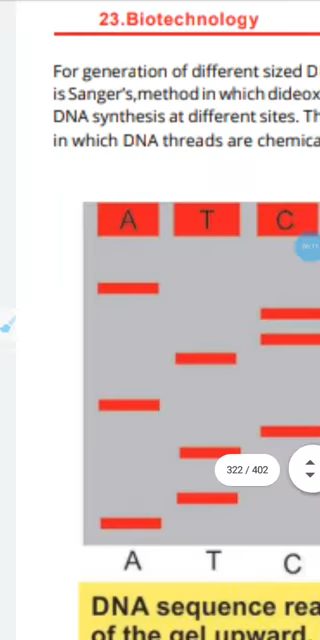 23.Biotechnology
For generation of different sized D
is Sanger's,method in which dideox
DNA synthesis at different sites. Th
in which DNA threads are chemica
A T C
322 / 402
A T C
DNA sequence rea
of the gel upward.